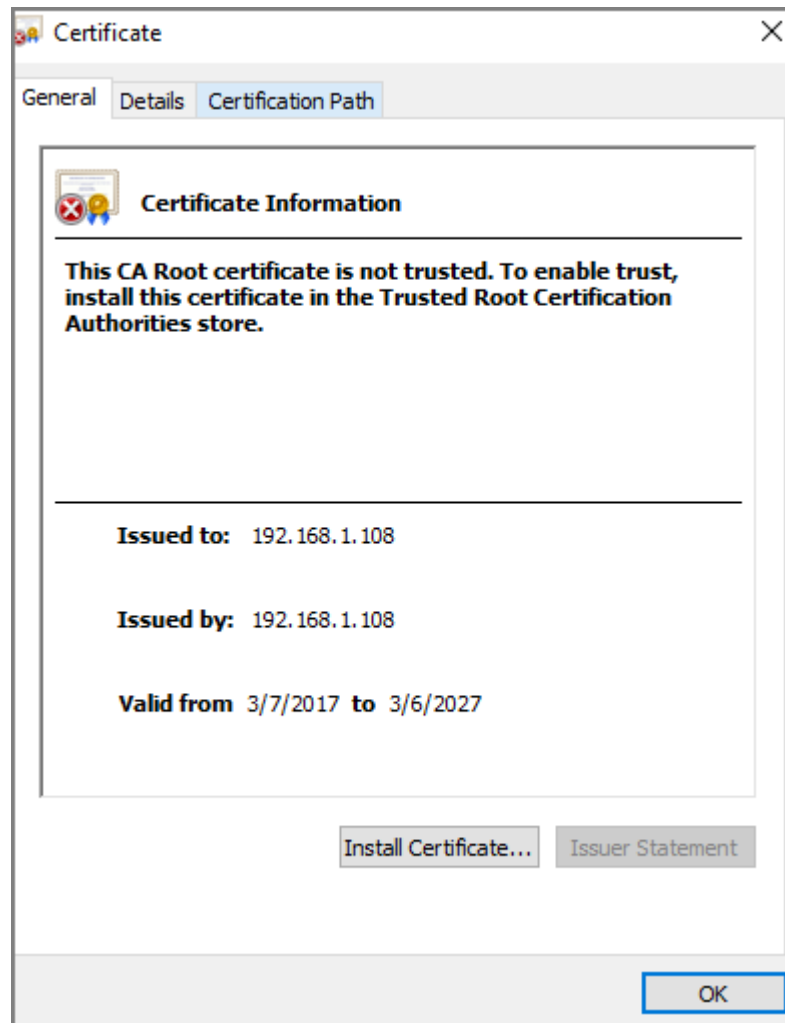 Certificate
General Details Certification Path
Certificate Information
This CA Root certificate is not trusted. To enable trust,
install this certificate in the Trusted Root Certification
Authorities store.
Issued to: 192.168.1.108
Issued by: 192.168.1.108
Valid from 3/7/2017 to 3/6/2027
Install Certificate... Issuer Statement
OK